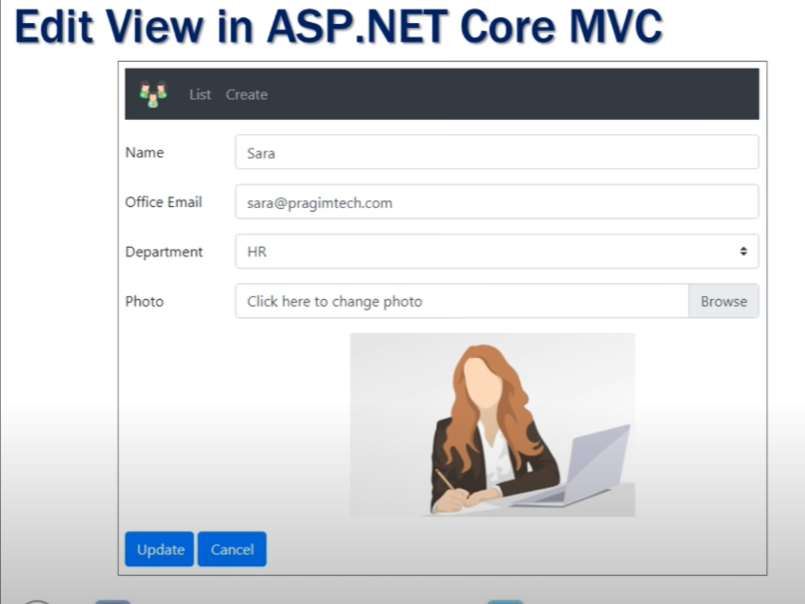 Edit View in ASP.NET Core MVC
List Create
Name Sara
Office Email sara@pragimtech.com
Department HR
Photo Click here to change photo Browse
Update Cancel